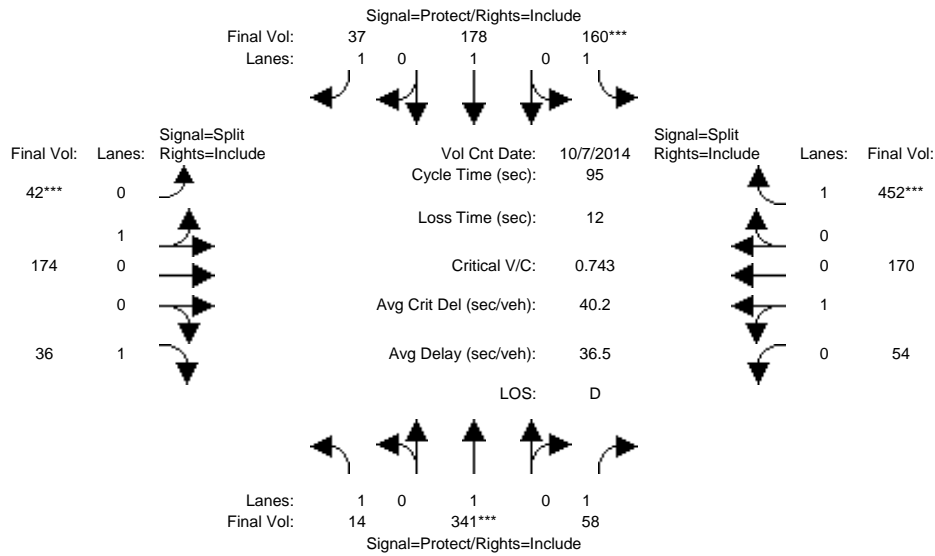 Signal=Protect/Rights=Include
Final Vol: 37 178 160***
Lanes: 1 0 1 0 1
Signal=Split
Final Vol: Lanes: Rights=Include
Vol Cnt Date: 10/7/2014
Signal=Split
Rights=Include Lanes: Final Vol:
Cycle Time (sec): 95
42*** 0
1 452***
Loss Time (sec): 12
1
0
174 0
Critical V/C: 0.743
0 170
0
Avg Crit Del (sec/veh): 40.2
1
36 1
Avg Delay (sec/veh): 36.5
0 54
LOS: D
Lanes: 1 0 1 0 1
Final Vol: 14 341*** 58
Signal=Protect/Rights=Include